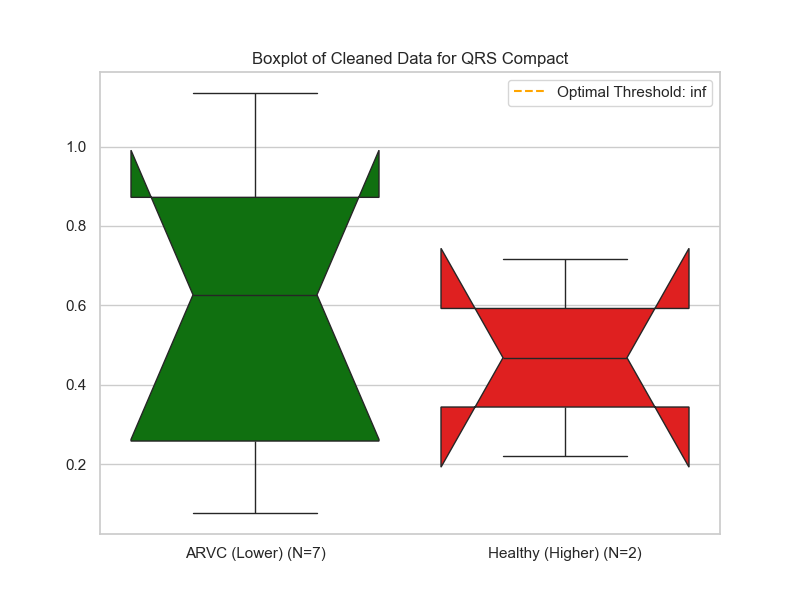 Boxplot of Cleaned Data for QRS Compact
Optimal Threshold: inf
1.0
0.8
0.6
0.4
0.2
ARVC (Lower) (N=7)
Healthy (Higher) (N=2)